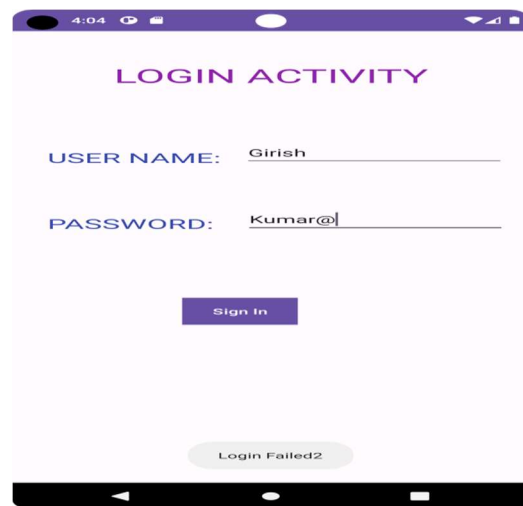 4:04
LOGIN ACTIVITY
USER NAME: Girish
PASSWORD: Kumar@
Sign In
Login Failed2